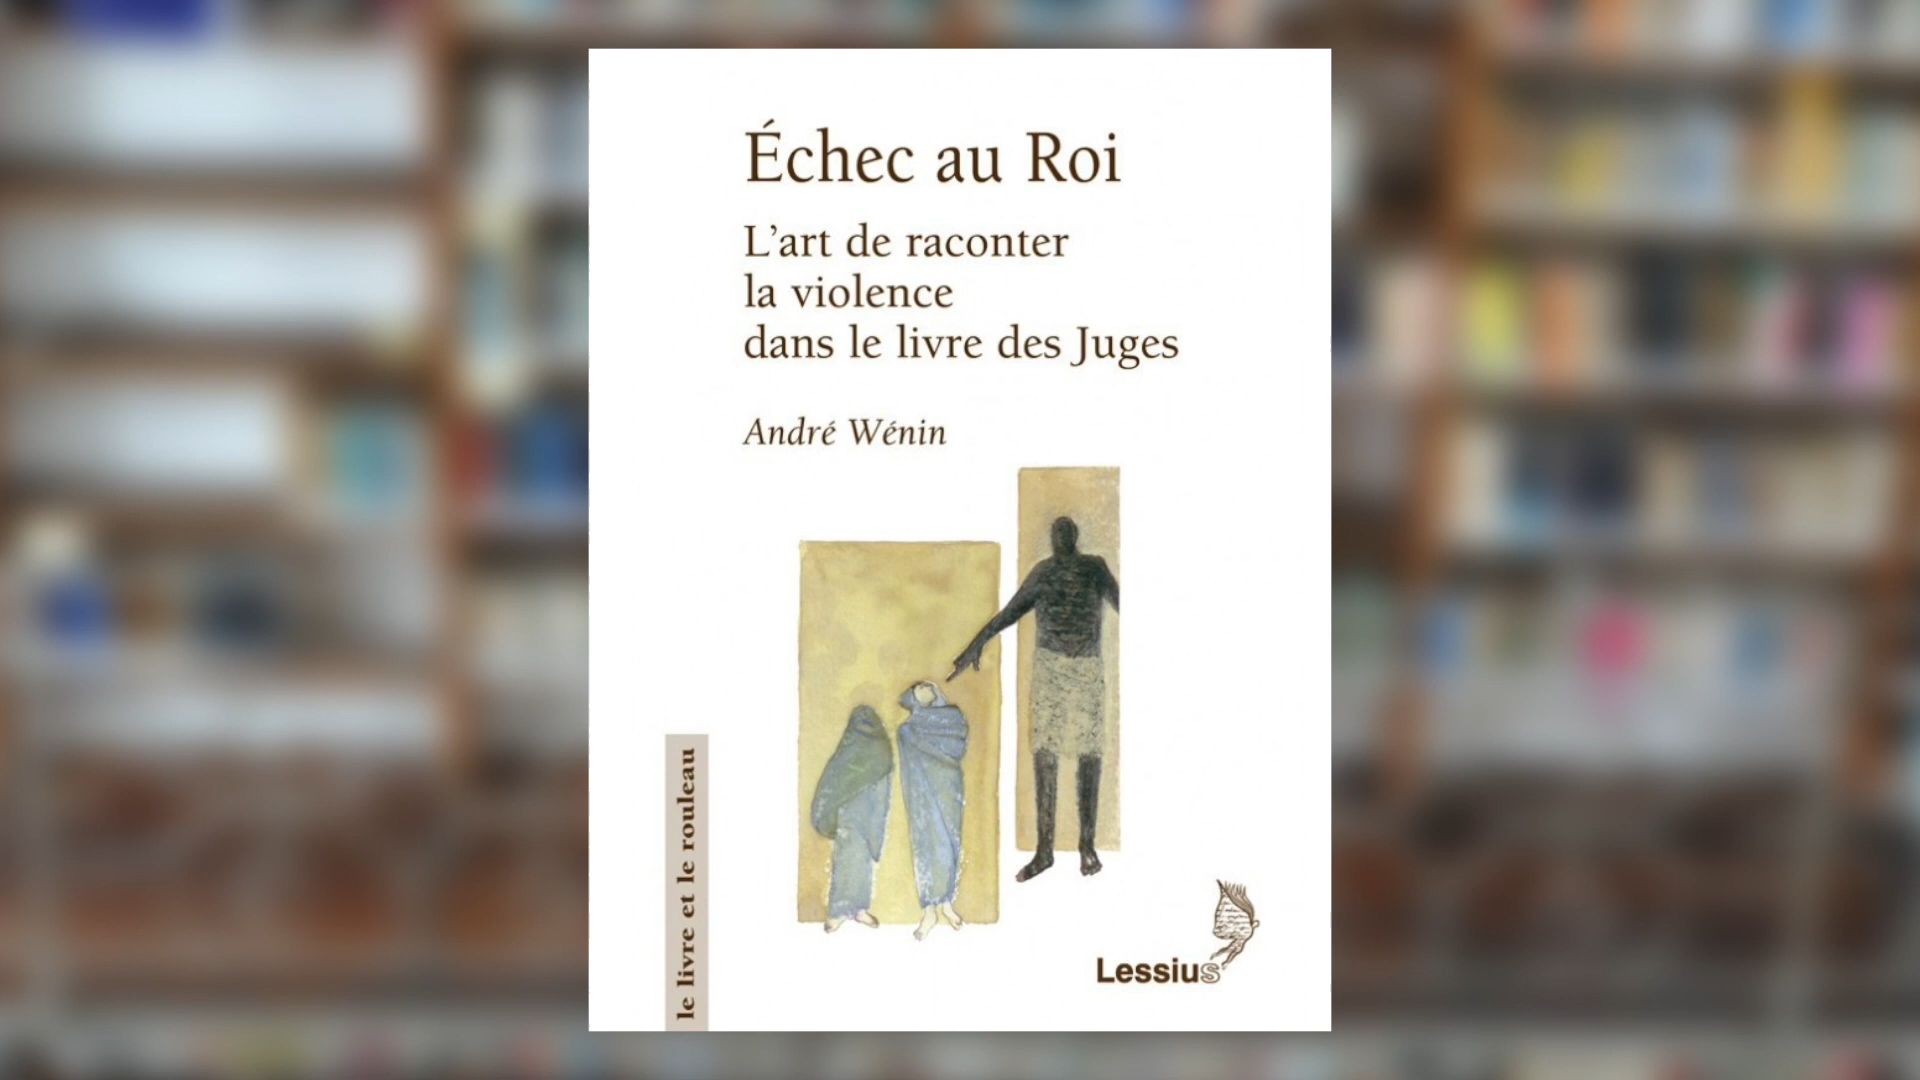 Échec au Roi
L’art de raconter
la violence
dans le livre des Juges
André Wénin
le livre et le rouleau
Lessius